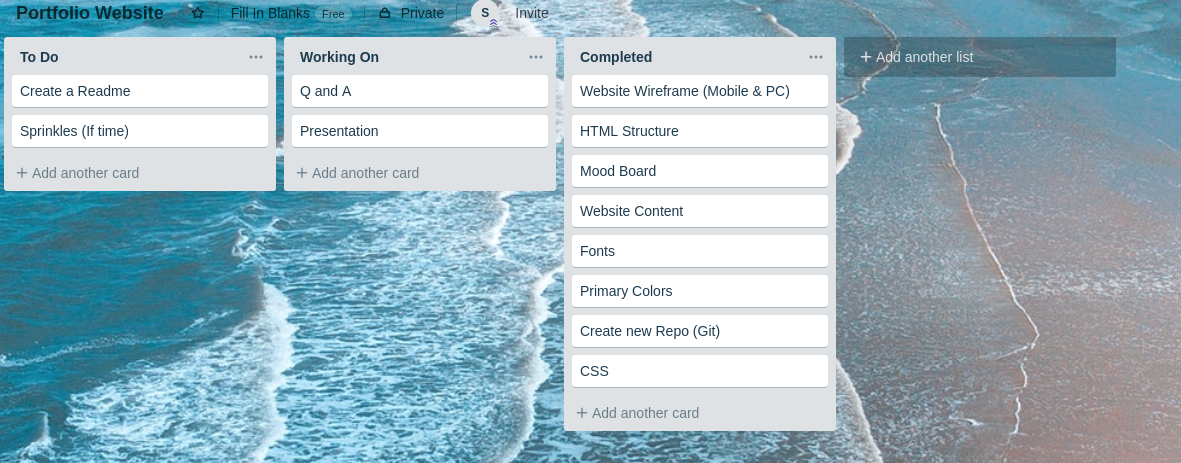 Portfolio Website
Fill In Blanks Free
Private
S
Invite
To Do
Create a Readme
Sprinkles (If time)
+ Add another card
Working On
Q and A
Presentation
+ Add another card
Completed
Website Wireframe (Mobile & PC)
HTML Structure
Mood Board
Website Content
Fonts
Primary Colors
Create new Repo (Git)
CSS
+ Add another card
+ Add another list